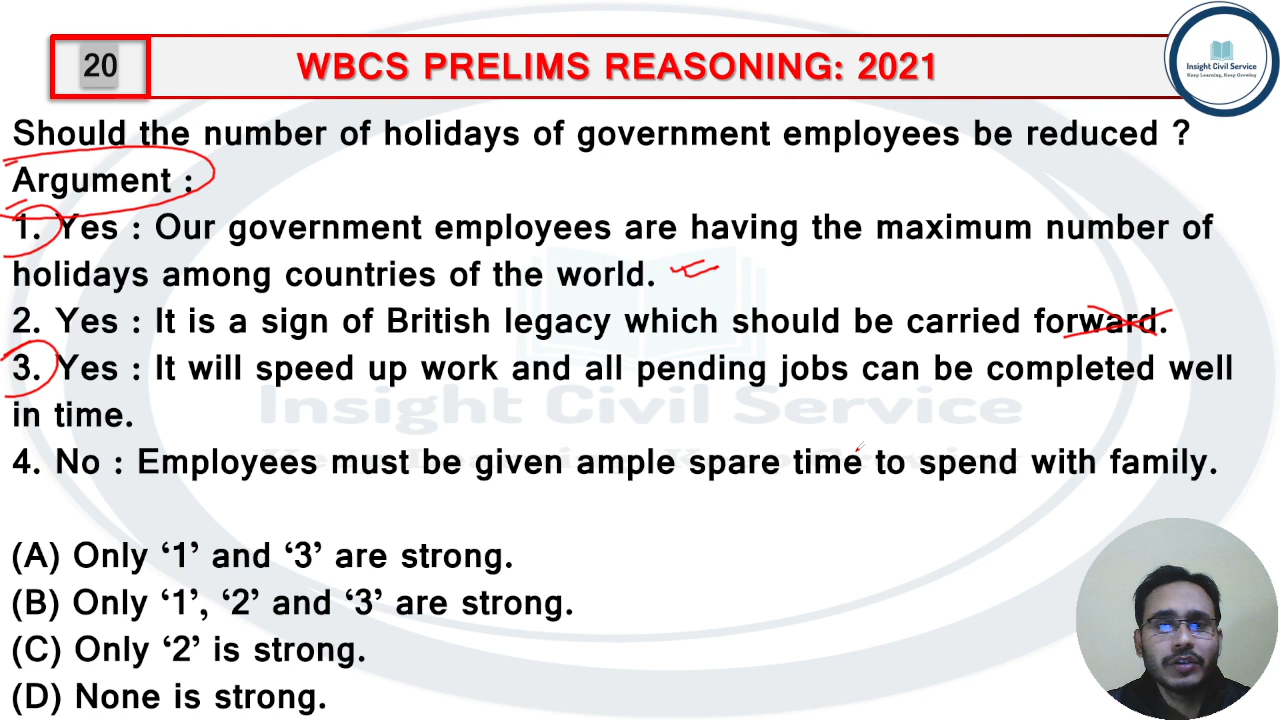 20
WBCS PRELIMS REASONING: 2021
Insight Civil Service
Keep Learning, Keep Growing
Should the number of holidays of government employees be reduced ?
Argument :
1. Yes : Our government employees are having the maximum number of
holidays among countries of the world.
2. Yes : It is a sign of British legacy which should be carried forward.
3. Yes : It will speed up work and all pending jobs can be completed well
in time.
Insight Civil Service
4. No : Employees must be given ample spare time to spend with family.
(A) Only ‘1’ and ‘3’ are strong.
(B) Only ‘1’, ‘2’ and ‘3’ are strong.
(C) Only ‘2’ is strong.
(D) None is strong.